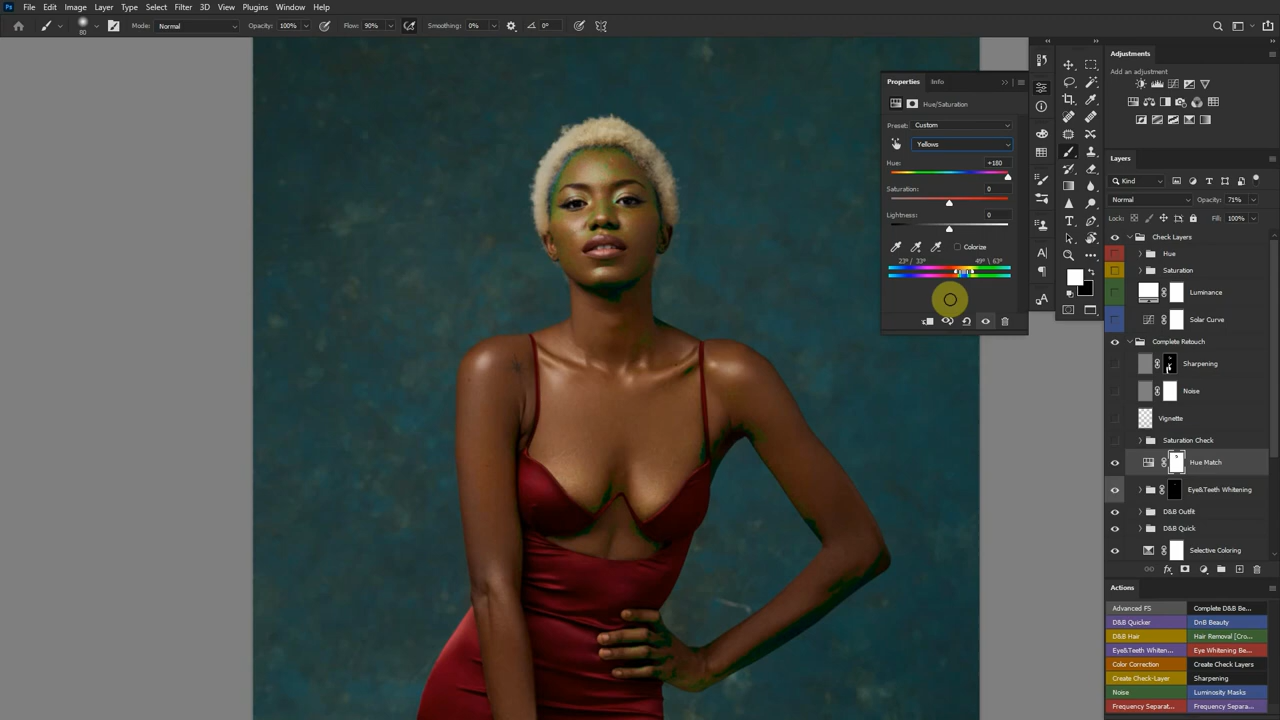 Ps File Edit Image Layer Type Select Filter 3D View Plugins Window Help
80 Mode: Normal Opacity: 100% Flow: 90% Smoothing: 0% 0°
Properties Info
Hue/Saturation
Preset: Custom
Yellows
Hue: +180
Saturation: 0
Lightness: 0
Colorize
23° / 33° 49° \ 63°
Adjustments
Add an adjustment
Layers
Kind
Normal Opacity: 71%
Lock: Fill: 100%
Check Layers
Hue
Saturation
Luminance
Solar Curve
Complete Retouch
Sharpening
Noise
Vignette
Saturation Check
Hue Match
Eye&Teeth Whitening
D&B Outfit
D&B Quick
Selective Coloring
fx
Actions
Advanced FS Complete D&B Be...
D&B Quicker DnB Beauty
D&B Hair Hair Removal [Cro...
Eye&Teeth Whiten... Eye Whitening Be...
Color Correction Create Check Layers
Create Check-Layer Sharpening
Noise Luminosity Masks
Frequency Separat... Frequency Separa...